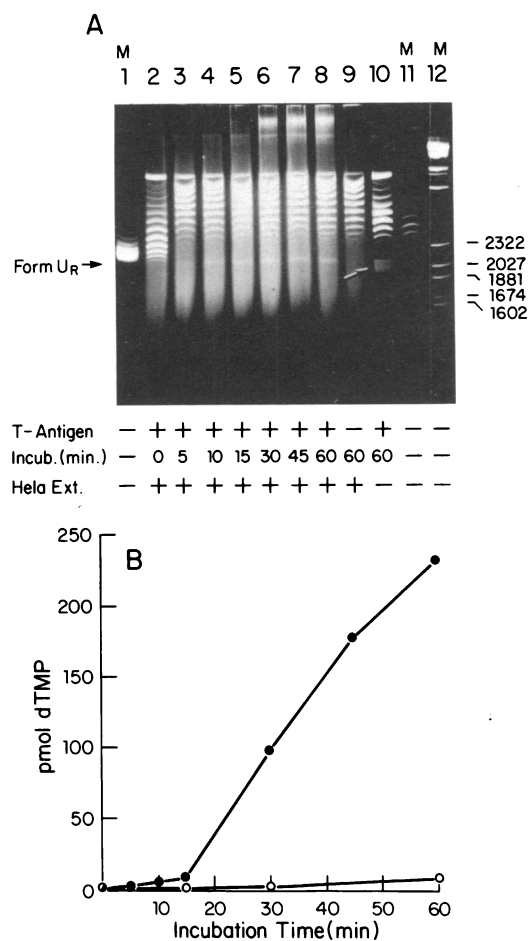 A
M M M
1 2 3 4 5 6 7 8 9 10 11 12
Form UR →
– 2322
– 2027
1881
1674
1602
T-Antigen – + + + + + + + – + – –
Incub.(min.) – 0 5 10 15 30 45 60 60 60 – –
Hela Ext. – + + + + + + + + – – –
B
250
200
150
100
50
0
pmol dTMP
10 20 30 40 50 60
Incubation Time(min)